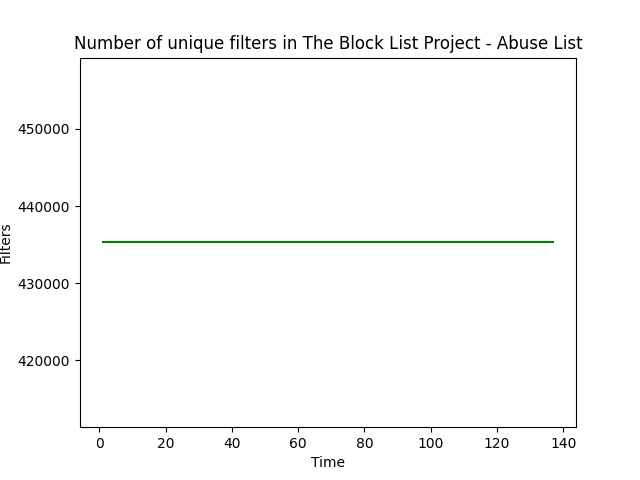 Number of unique filters in The Block List Project - Abuse List
450000
440000
430000
420000
Filters
0 20 40 60 80 100 120 140
Time